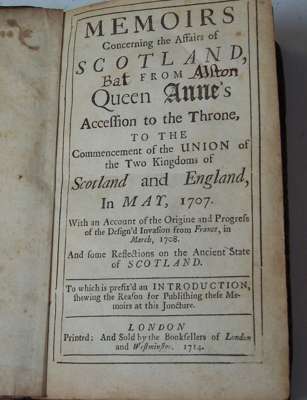 MEMOIRS
Concerning the Affairs of
SCOTLAND,
Bat FROM Alston
Queen Anne's
Acceſſion to the Throne,
TO THE
Commencement of the UNION of
the Two Kingdoms of
Scotland and England,
In MAY, 1707.
With an Account of the Origine and Progreſs
of the Deſign'd Invaſion from France, in
March, 1708.
And ſome Reflections on the Ancient State
of SCOTLAND.
To which is prefix'd an INTRODUCTION,
ſhewing the Reaſon for Publiſhing theſe Me-
moirs at this Juncture.
LONDON
Printed: And Sold by the Bookſellers of London
and Weſtminſter. 1714.